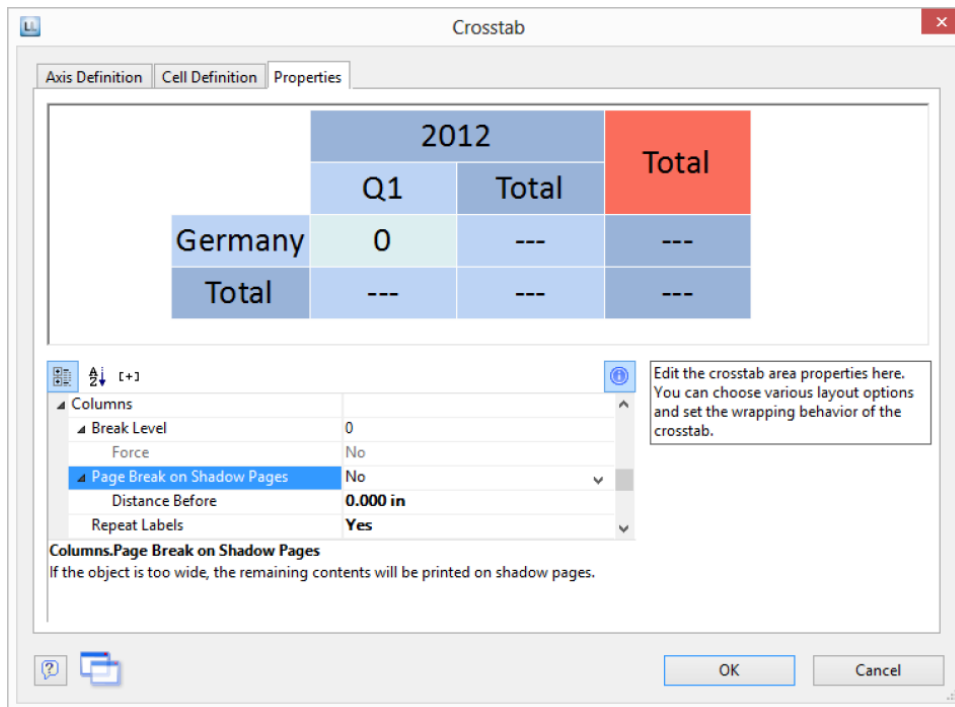 LL
Crosstab
Axis Definition Cell Definition Properties
2012 Total
Q1 Total
Germany 0 --- ---
Total --- --- ---
A Z [+]
Edit the crosstab area properties here.
You can choose various layout options
and set the wrapping behavior of the
crosstab.
Columns
Break Level 0
Force No
Page Break on Shadow Pages No
Distance Before 0.000 in
Repeat Labels Yes
Columns.Page Break on Shadow Pages
If the object is too wide, the remaining contents will be printed on shadow pages.
? OK Cancel